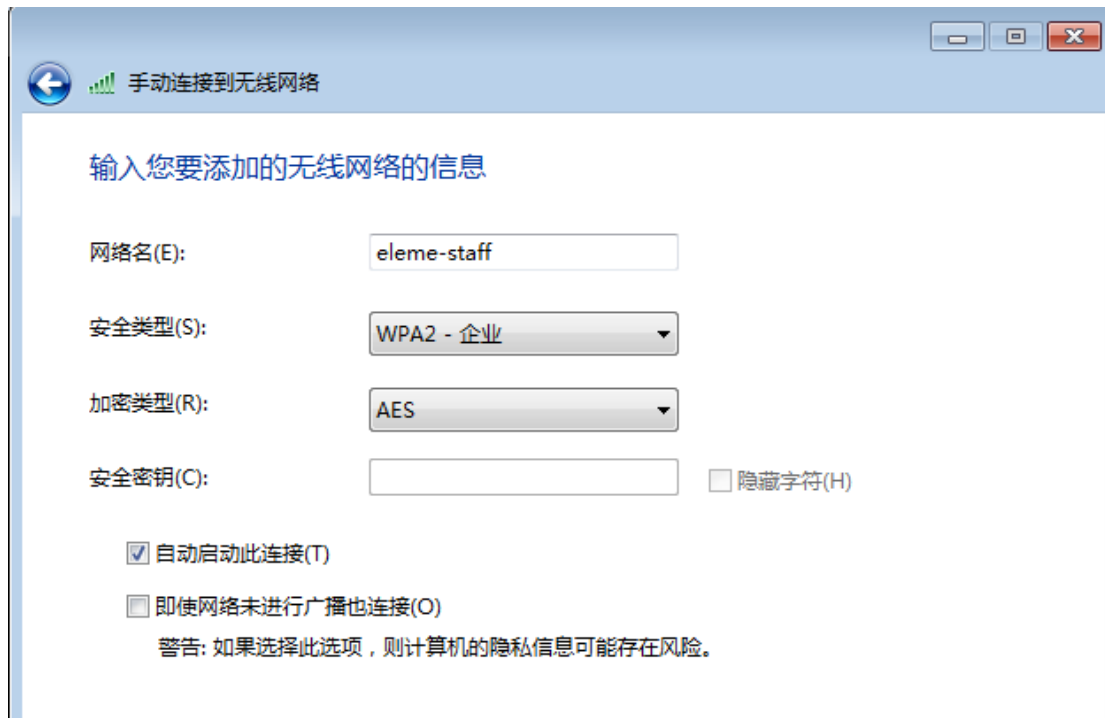 手动连接到无线网络
输入您要添加的无线网络的信息
网络名(E): eleme-staff
安全类型(S): WPA2 - 企业
加密类型(R): AES
安全密钥(C): 隐藏字符(H)
自动启动此连接(T)
即使网络未进行广播也连接(O)
警告: 如果选择此选项，则计算机的隐私信息可能存在风险。